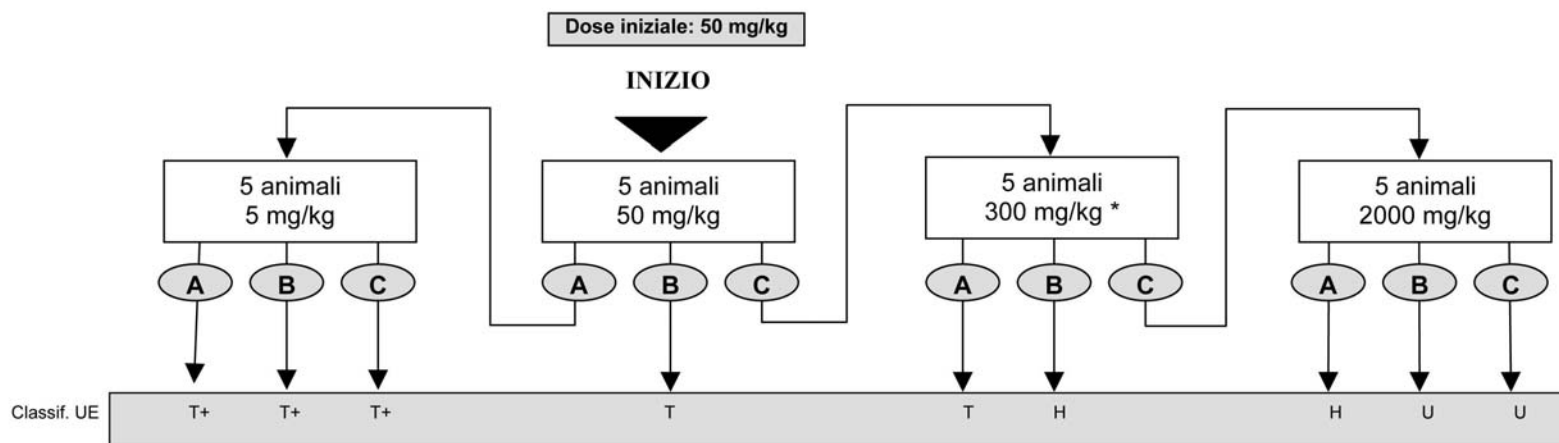 Dose iniziale: 50 mg/kg
INIZIO
5 animali
5 mg/kg
5 animali
50 mg/kg
5 animali
300 mg/kg *
5 animali
2000 mg/kg
A B C A B C A B C A B C
Classif. UE T+ T+ T+ T T H H U U